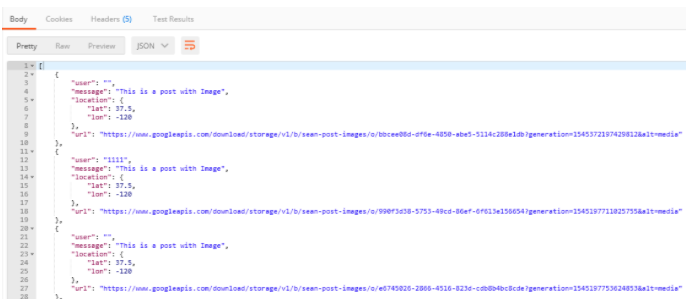 Body Cookies Headers (5) Test Results
Pretty Raw Preview JSON
1 [
2 {
3 "user": "",
4 "message": "This is a post with Image",
5 "location": {
6 "lat": 37.5,
7 "lon": -120
8 },
9 "url": "https://www.googleapis.com/download/storage/v1/b/sean-post-images/o/bbcee08d-df6e-4850-abe5-5114c288e1db?generation=1545372197429812&alt=media"
10 },
11 {
12 "user": "1111",
13 "message": "This is a post with Image",
14 "location": {
15 "lat": 37.5,
16 "lon": -120
17 },
18 "url": "https://www.googleapis.com/download/storage/v1/b/sean-post-images/o/990f3d38-5753-49cd-86ef-6f613e156654?generation=1545197711025755&alt=media"
19 },
20 {
21 "user": "",
22 "message": "This is a post with Image",
23 "location": {
24 "lat": 37.5,
25 "lon": -120
26 },
27 "url": "https://www.googleapis.com/download/storage/v1/b/sean-post-images/o/e6745026-2866-4516-823d-cdb8b4bc8cde?generation=1545197753624853&alt=media"
28 },